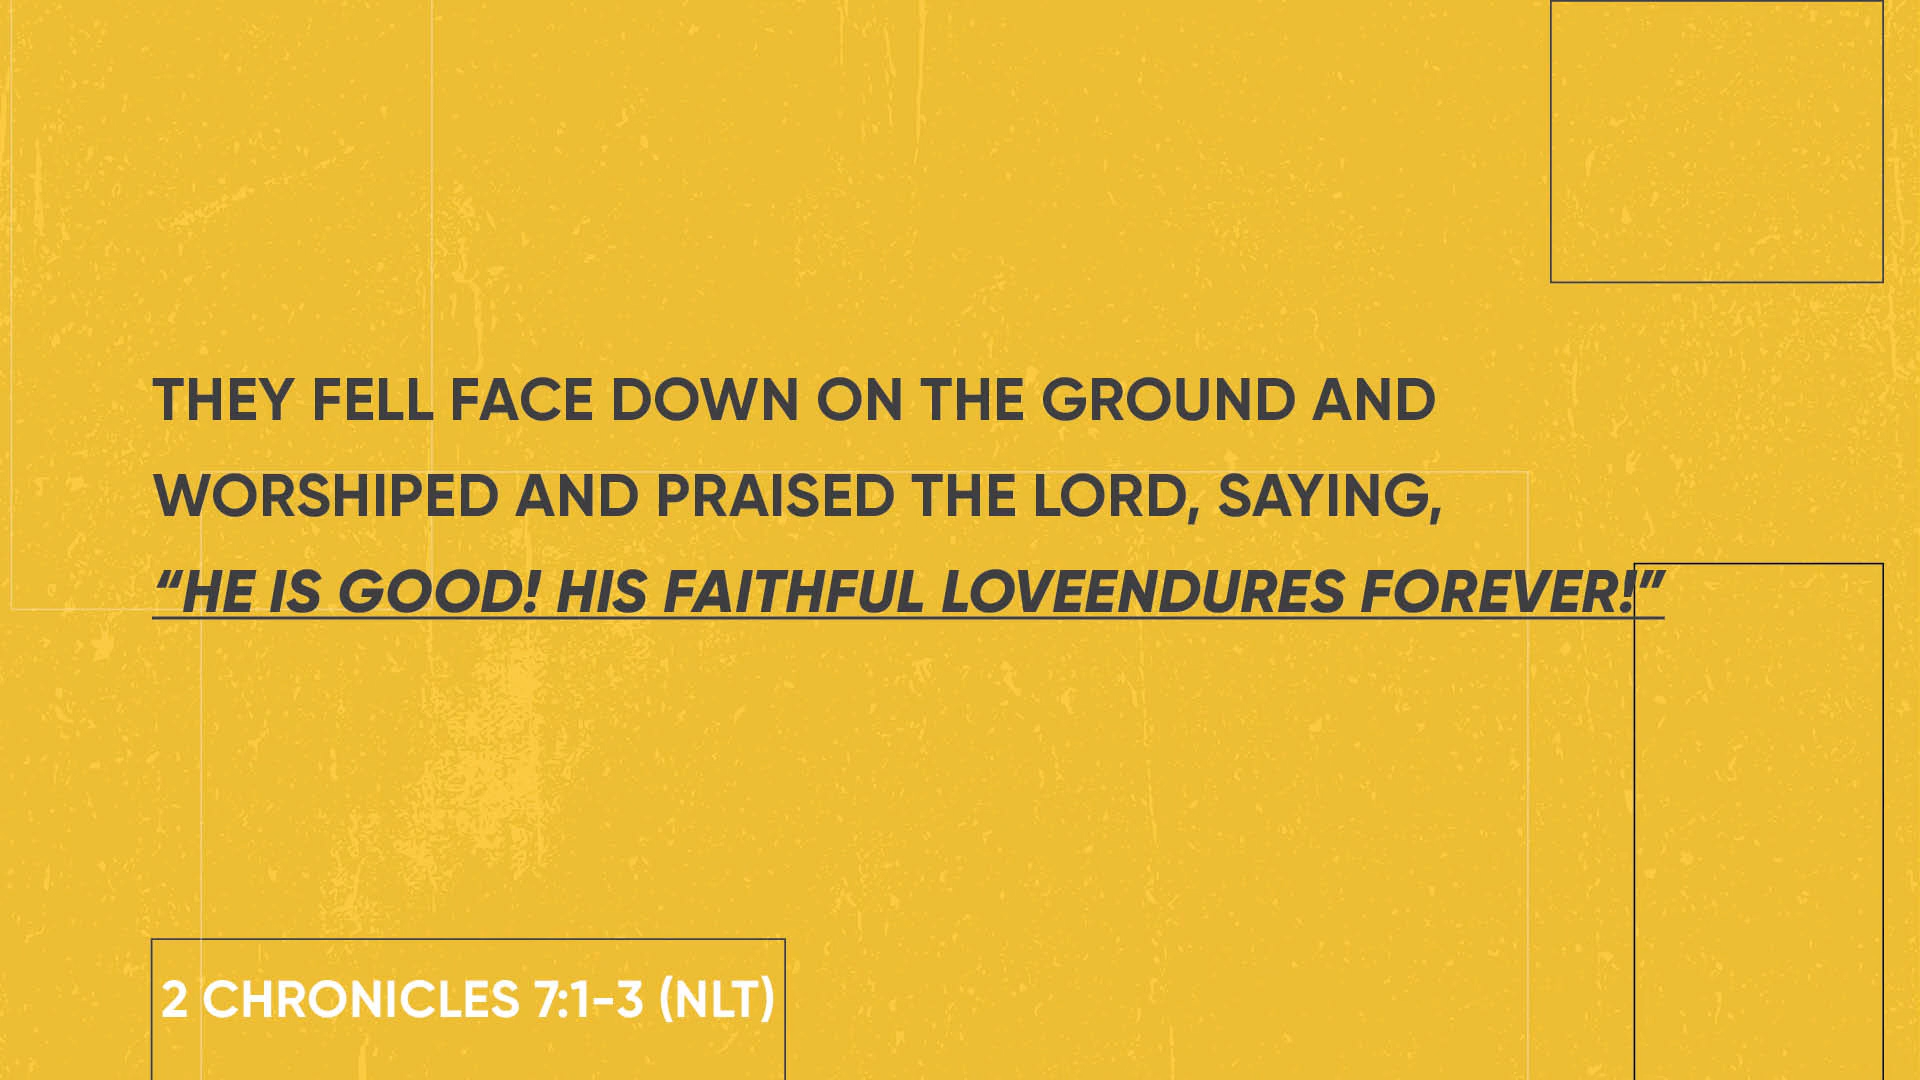 THEY FELL FACE DOWN ON THE GROUND AND
WORSHIPED AND PRAISED THE LORD, SAYING,
“HE IS GOOD! HIS FAITHFUL LOVEENDURES FOREVER!”
2 CHRONICLES 7:1-3 (NLT)